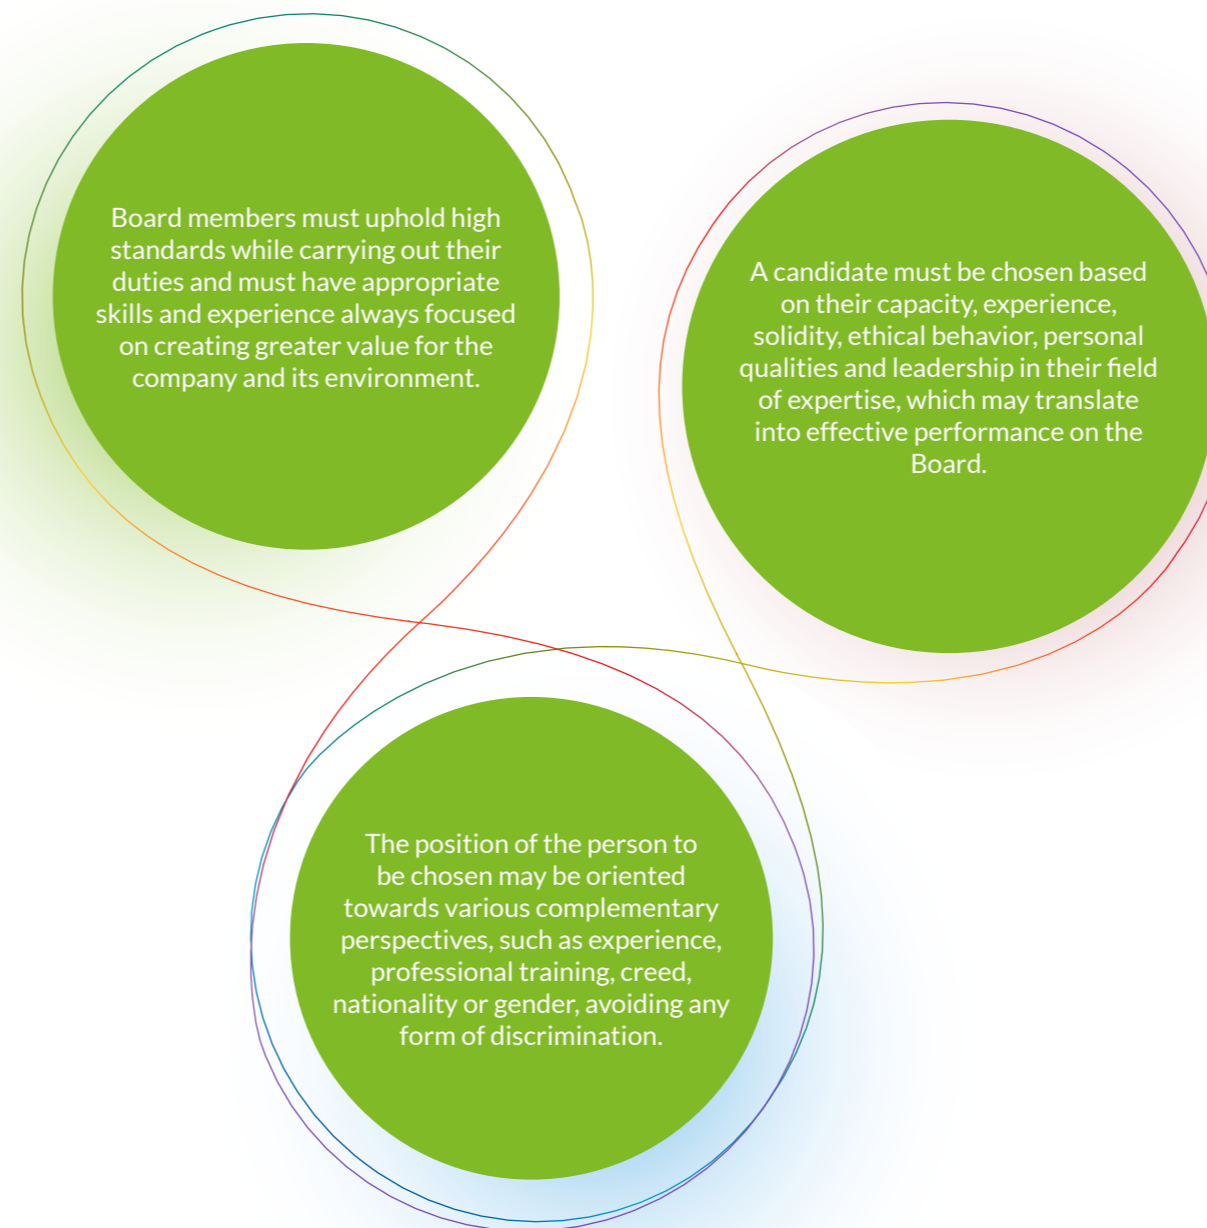 Board members must uphold high
standards while carrying out their
duties and must have appropriate
skills and experience always focused
on creating greater value for the
company and its environment.
A candidate must be chosen based
on their capacity, experience,
solidity, ethical behavior, personal
qualities and leadership in their field
of expertise, which may translate
into effective performance on the
Board.
The position of the person to
be chosen may be oriented
towards various complementary
perspectives, such as experience,
professional training, creed,
nationality or gender, avoiding any
form of discrimination.